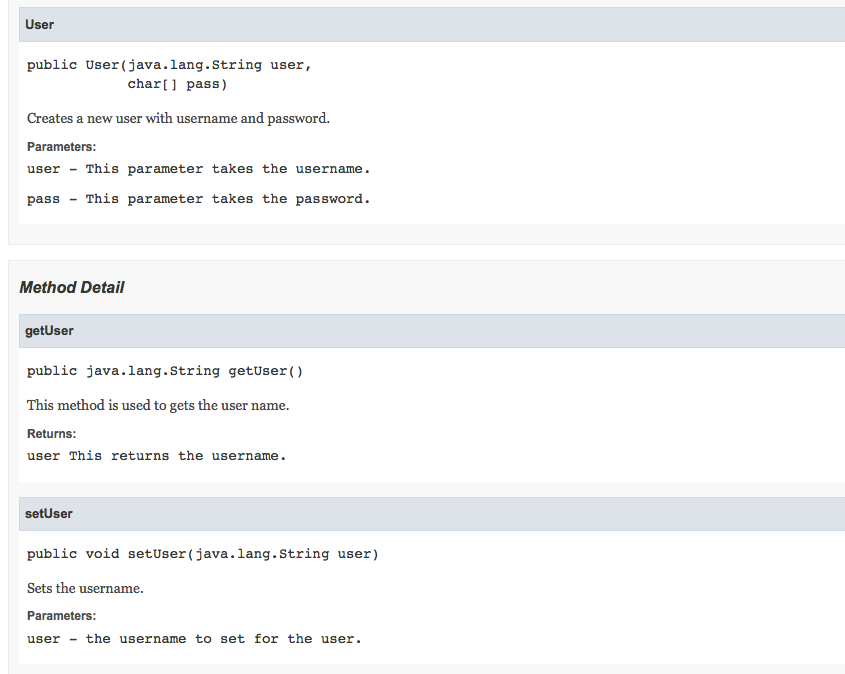 User
public User(java.lang.String user,
char[] pass)
Creates a new user with username and password.
Parameters:
user - This parameter takes the username.
pass - This parameter takes the password.
Method Detail
getUser
public java.lang.String getUser()
This method is used to gets the user name.
Returns:
user This returns the username.
setUser
public void setUser(java.lang.String user)
Sets the username.
Parameters:
user - the username to set for the user.